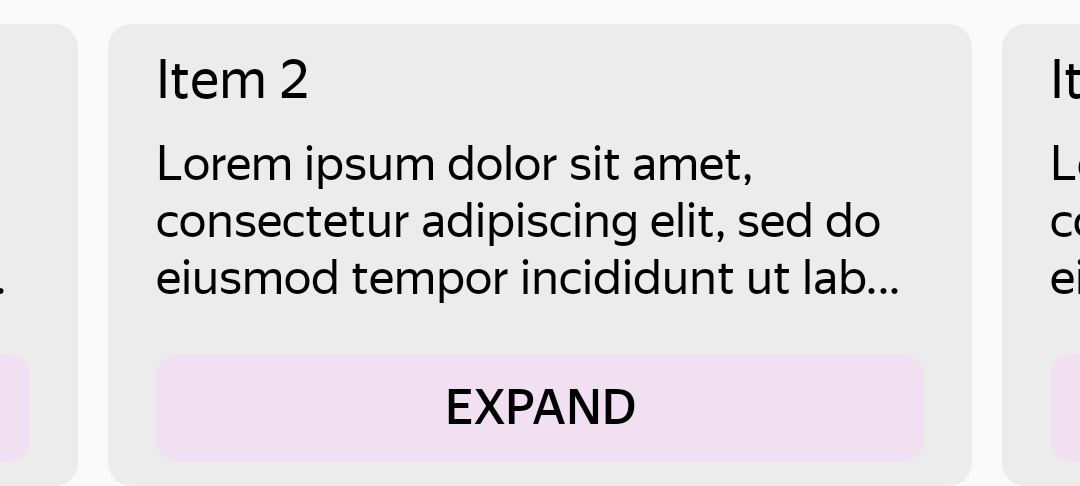 Item 2
Lorem ipsum dolor sit amet,
consectetur adipiscing elit, sed do
eiusmod tempor incididunt ut lab...
EXPAND